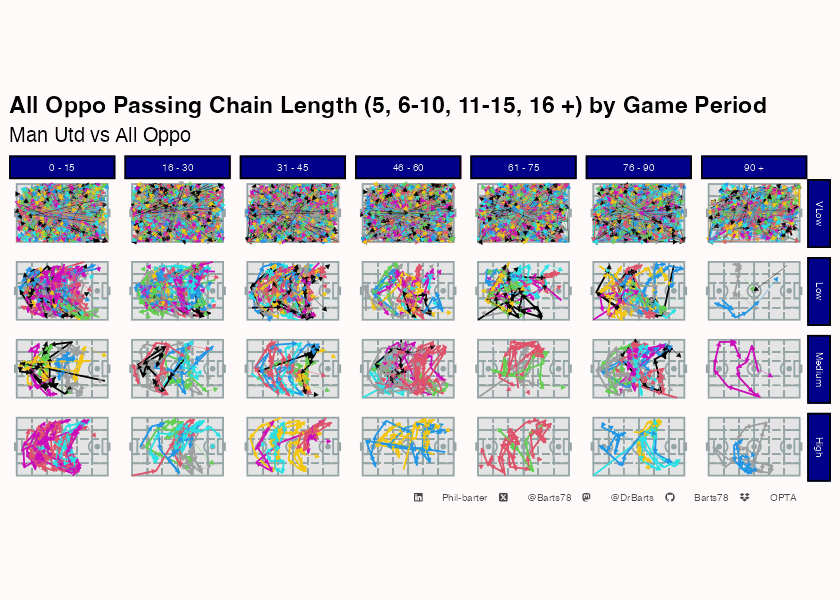 All Oppo Passing Chain Length (5, 6-10, 11-15, 16 +) by Game Period
Man Utd vs All Oppo
0 - 15 16 - 30 31 - 45 46 - 60 61 - 75 76 - 90 90 +
VLow
Low
Medium
High
Phil-barter @Barts78 @DrBarts Barts78 OPTA